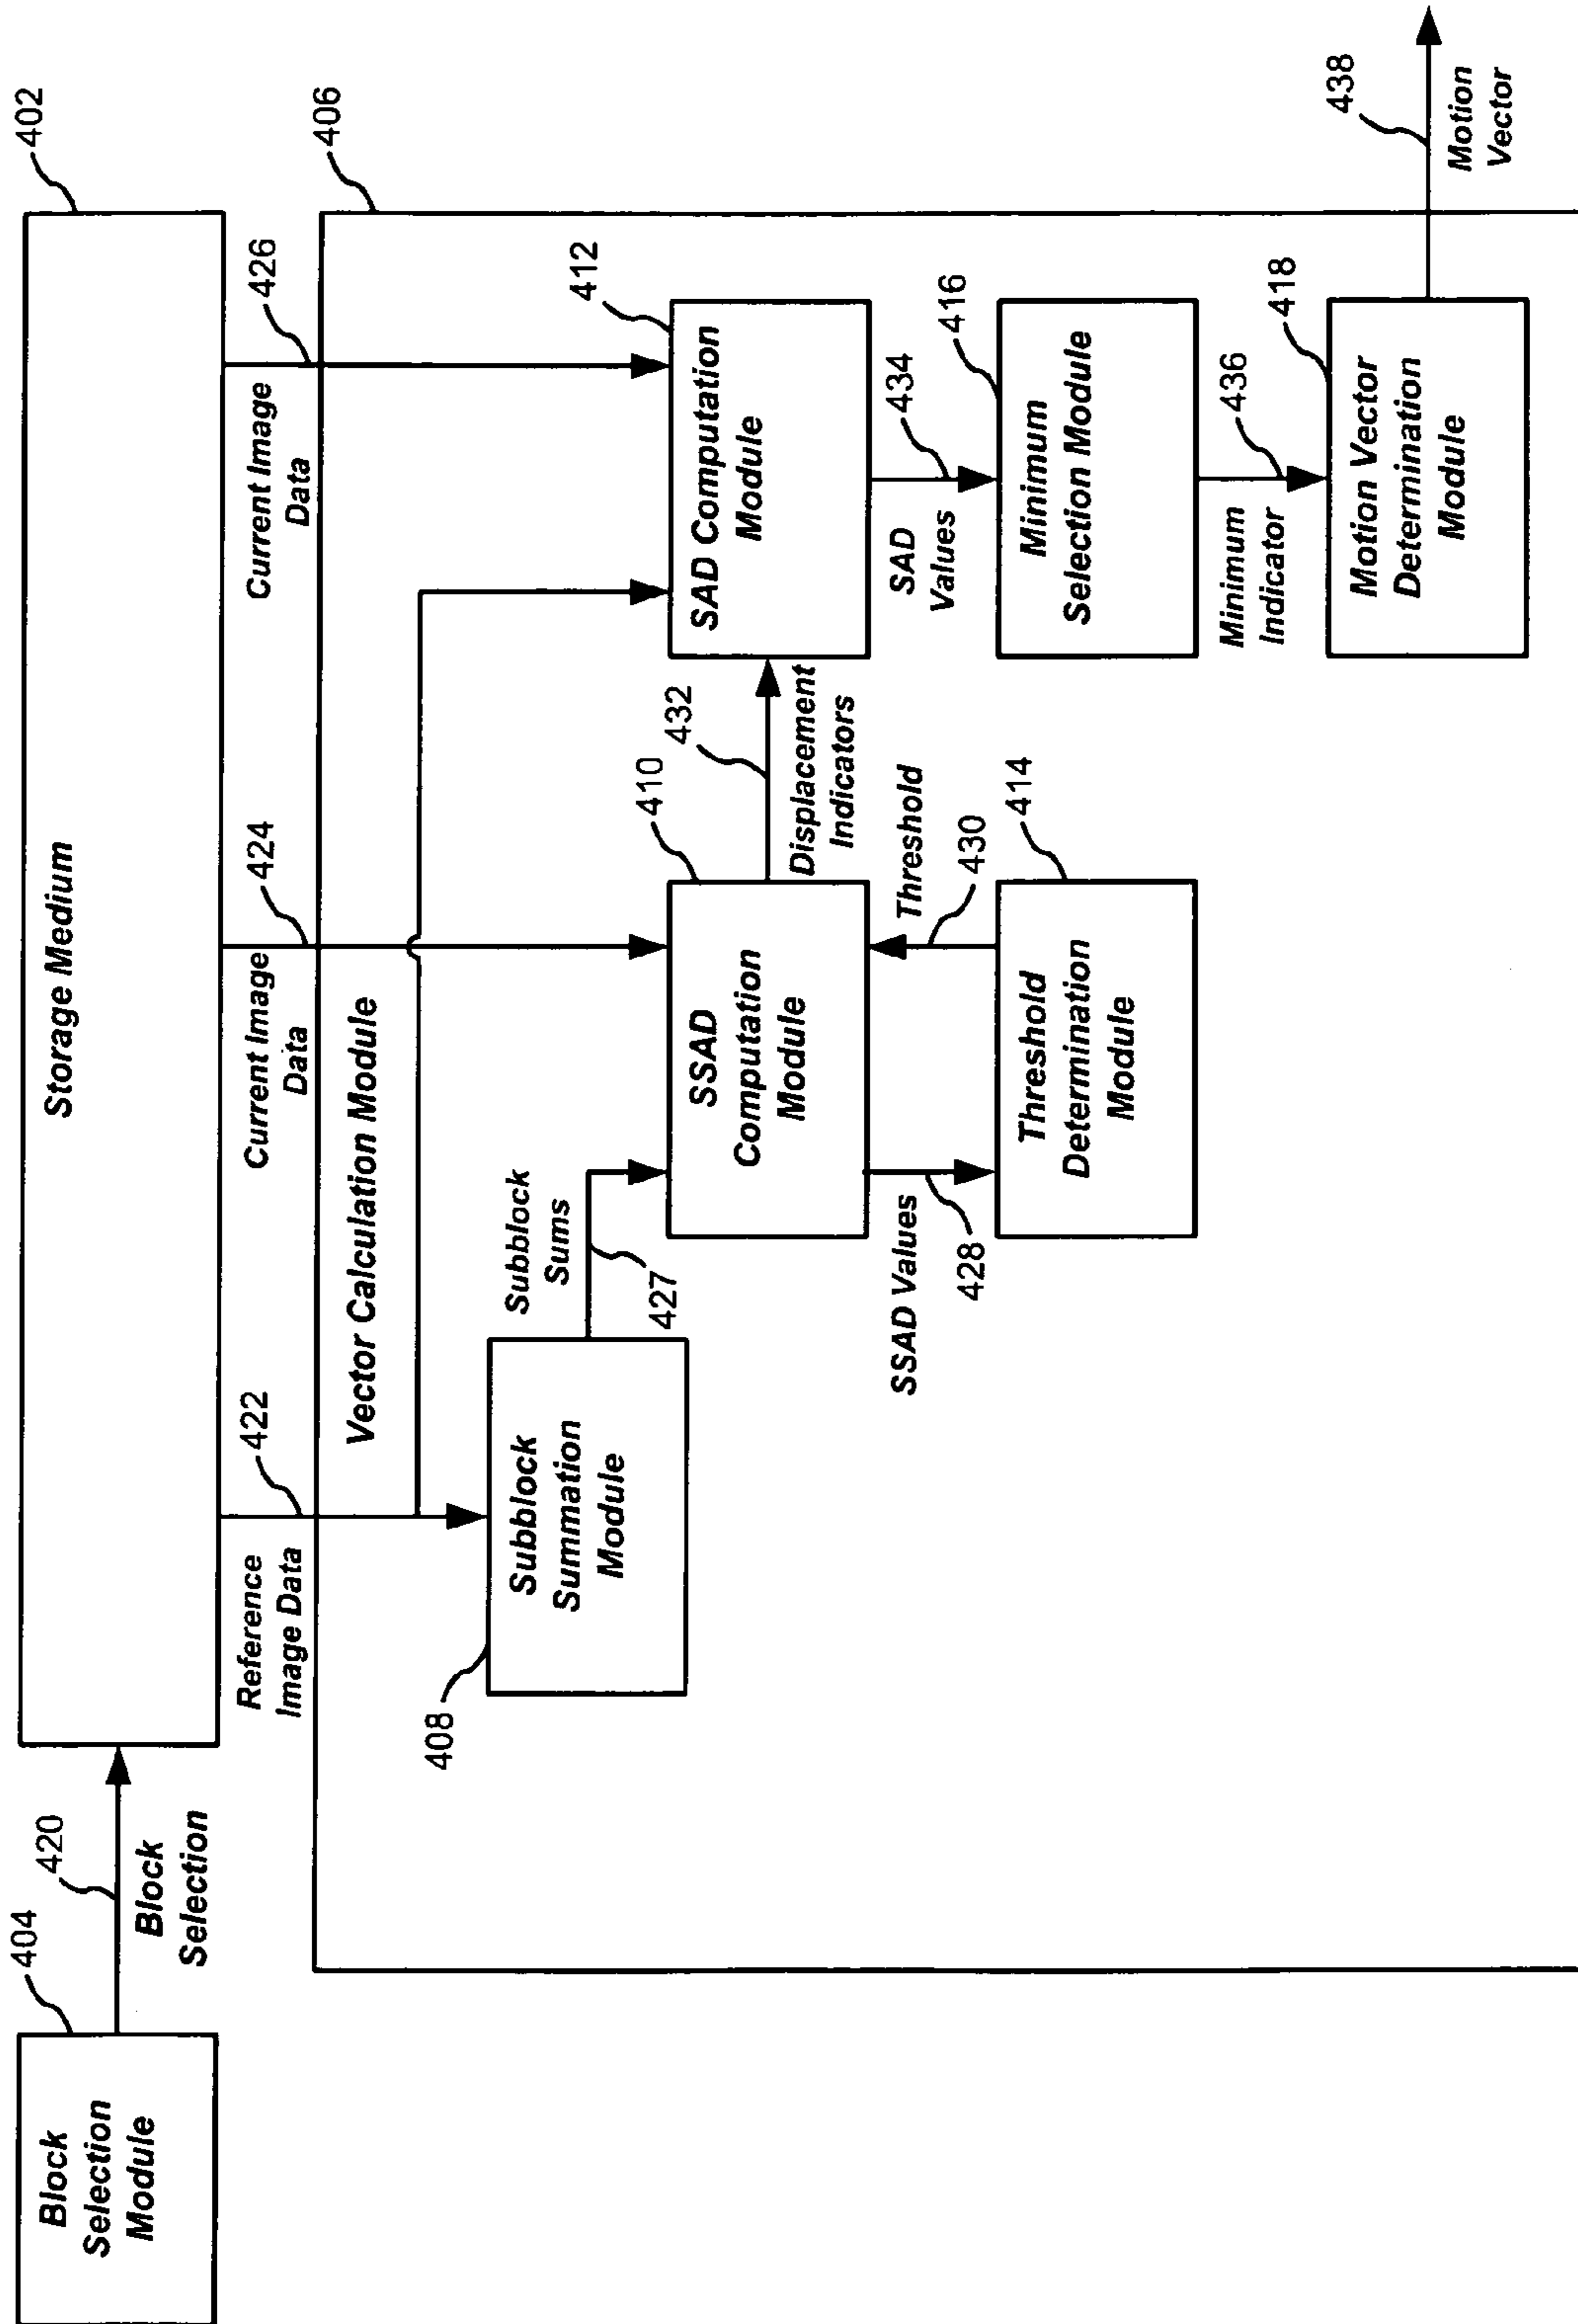 Block
Selection
Module
404
420
Block
Selection
Storage Medium
402
Reference
Image Data
422
Current Image
Data
424
Current Image
Data
426
406
Vector Calculation Module
408
Subblock
Summation
Module
Subblock
Sums
427
410
SSAD
Computation
Module
432
Displacement
Indicators
412
SAD Computation
Module
SSAD Values
428
Threshold
430
414
Threshold
Determination
Module
SAD
Values
434
416
Minimum
Selection Module
Minimum
Indicator
436
418
Motion Vector
Determination
Module
438
Motion
Vector